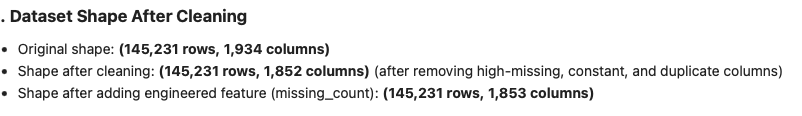 . Dataset Shape After Cleaning
• Original shape: (145,231 rows, 1,934 columns)
• Shape after cleaning: (145,231 rows, 1,852 columns) (after removing high-missing, constant, and duplicate columns)
• Shape after adding engineered feature (missing_count): (145,231 rows, 1,853 columns)